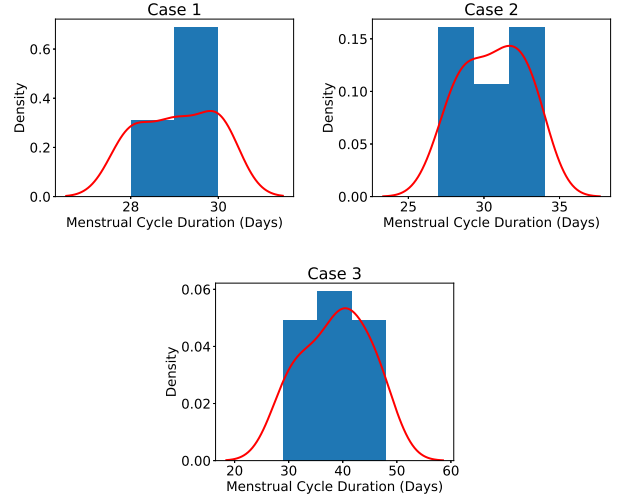 Case 1
0.6
0.4
0.2
0.0
Density
28
30
Menstrual Cycle Duration (Days)
Case 2
0.15
0.10
0.05
0.00
Density
25
30
35
Menstrual Cycle Duration (Days)
Case 3
0.06
0.04
0.02
0.00
Density
20
30
40
50
60
Menstrual Cycle Duration (Days)